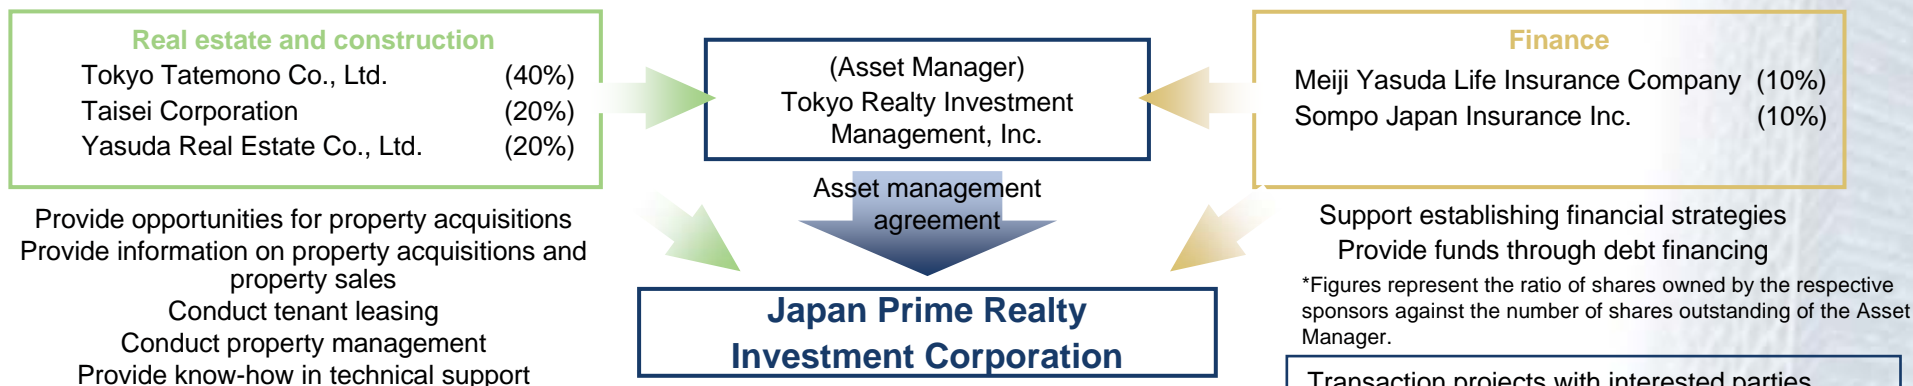 Real estate and construction
Tokyo Tatemono Co., Ltd. (40%)
Taisei Corporation (20%)
Yasuda Real Estate Co., Ltd. (20%)
Provide opportunities for property acquisitions
Provide information on property acquisitions and
property sales
Conduct tenant leasing
Conduct property management
Provide know-how in technical support
(Asset Manager)
Tokyo Realty Investment
Management, Inc.
Asset management
agreement
Japan Prime Realty
Investment Corporation
Finance
Meiji Yasuda Life Insurance Company (10%)
Sompo Japan Insurance Inc. (10%)
Support establishing financial strategies
Provide funds through debt financing
*Figures represent the ratio of shares owned by the respective
sponsors against the number of shares outstanding of the Asset
Manager.
Transaction projects with interested parties